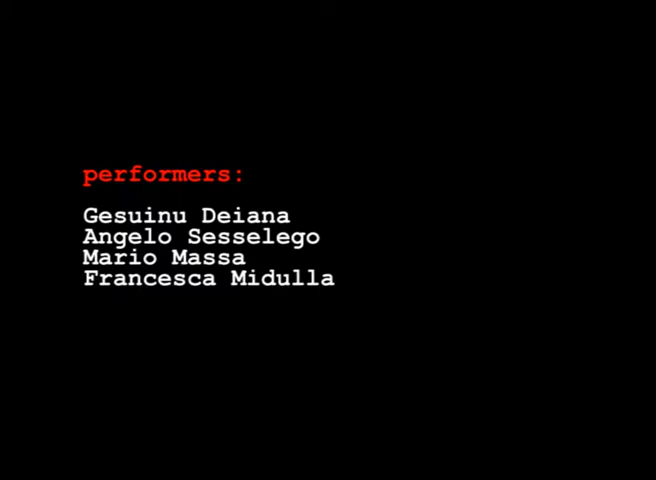 performers:
Gesuinu Deiana
Angelo Sesselego
Mario Massa
Francesca Midulla